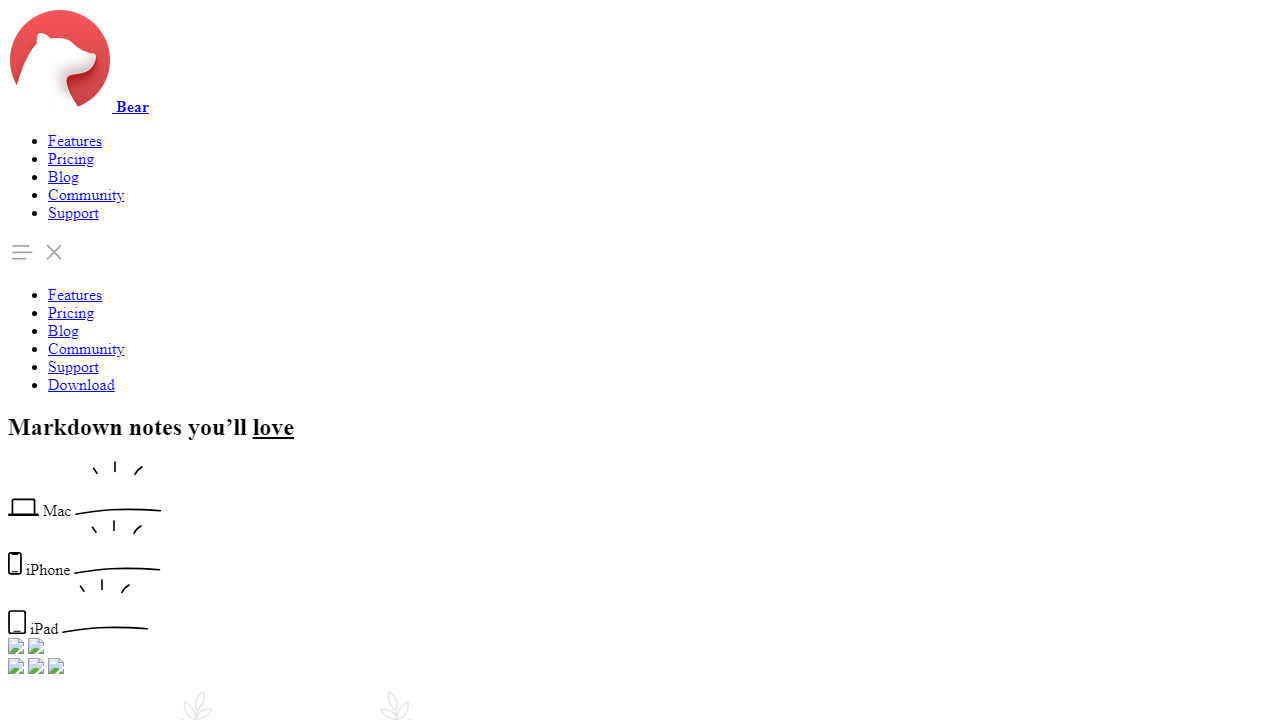 Bear
Features
Pricing
Blog
Community
Support
Features
Pricing
Blog
Community
Support
Download
Markdown notes you’ll love
Mac
iPhone
iPad